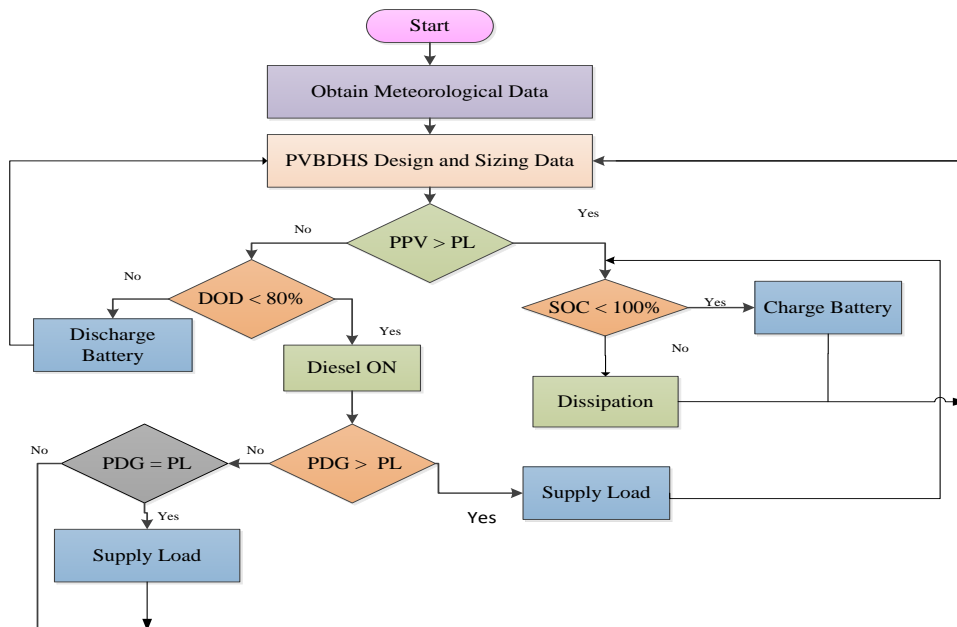 Start
Obtain Meteorological Data
PVBDHS Design and Sizing Data
Yes
No
PPV > PL
No
DOD < 80%
SOC < 100%
Yes
Charge Battery
Discharge
Battery
Yes
No
Diesel ON
Dissipation
No
PDG = PL
No
PDG > PL
Supply Load
Yes
Yes
Supply Load